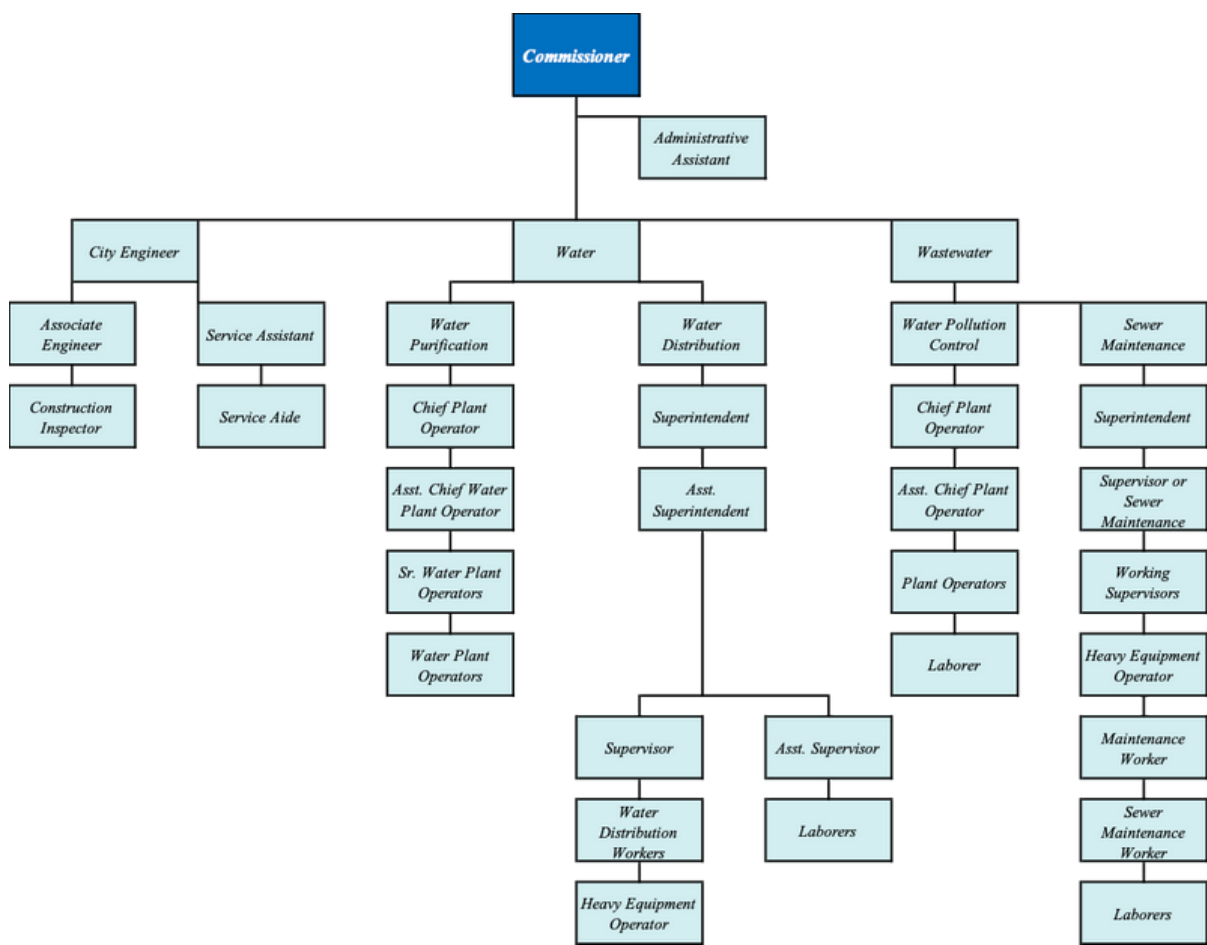 Commissioner
Administrative
Assistant
City Engineer
Water
Wastewater
Associate
Engineer
Service Assistant
Water
Purification
Water
Distribution
Water Pollution
Control
Sewer
Maintenance
Construction
Inspector
Service Aide
Chief Plant
Operator
Superintendent
Chief Plant
Operator
Superintendent
Asst. Chief Water
Plant Operator
Asst.
Superintendent
Asst. Chief Plant
Operator
Supervisor or
Sewer
Maintenance
Sr. Water Plant
Operators
Plant Operators
Working
Supervisors
Water Plant
Operators
Laborer
Heavy Equipment
Operator
Supervisor
Asst. Supervisor
Maintenance
Worker
Water
Distribution
Workers
Laborers
Sewer
Maintenance
Worker
Heavy Equipment
Operator
Laborers